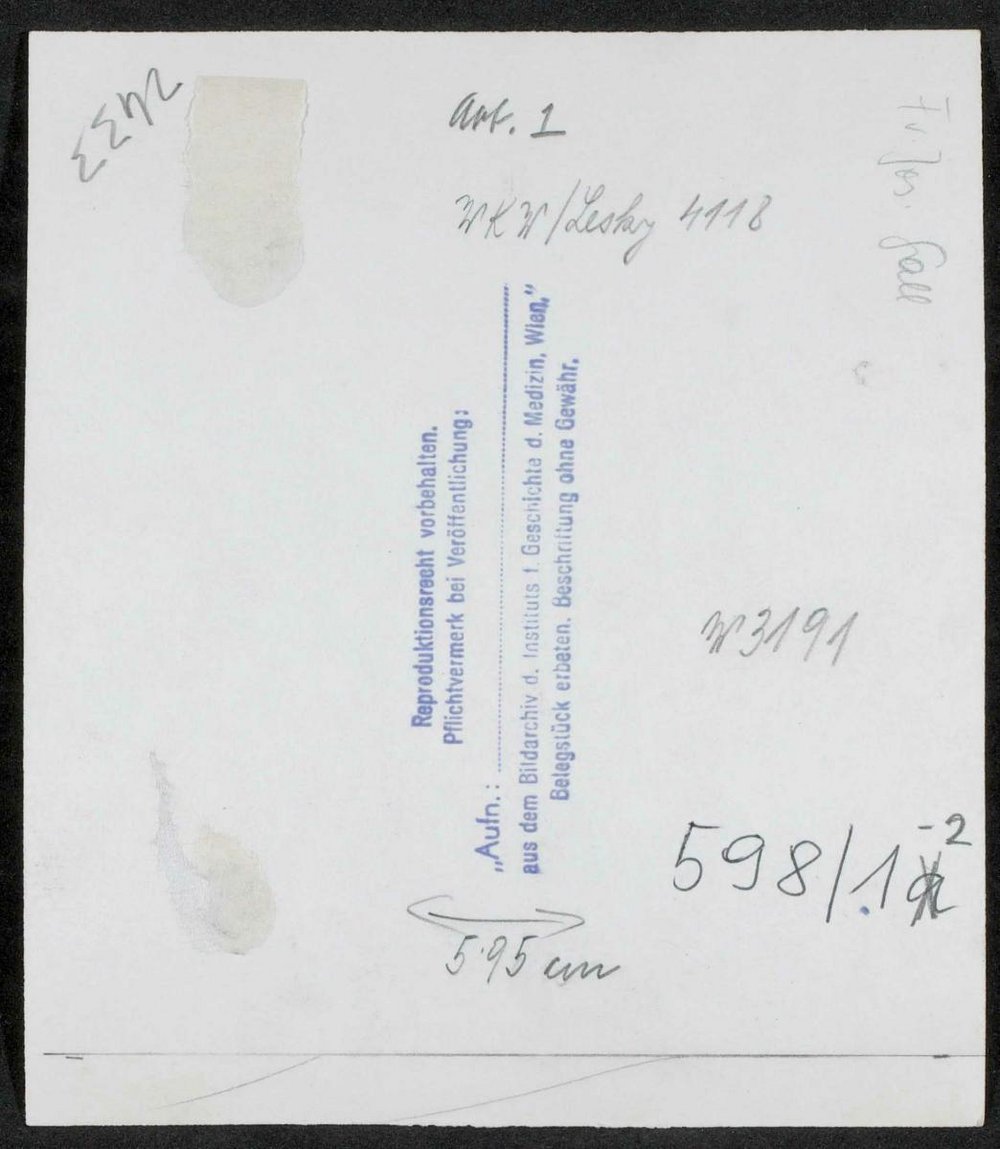 Art. 1
WKW/Lesky 4118
Fr. Jos. Gall
Reproduktionsrecht vorbehalten.
Pflichtvermerk bei Veröffentlichung:
„Aufn.:
aus dem Bildarchiv d. Instituts f. Geschichte d. Medizin, Wien.“
Belegstück erbeten. Beschriftung ohne Gewähr.
W3191
598/.1-2
5.95 cm